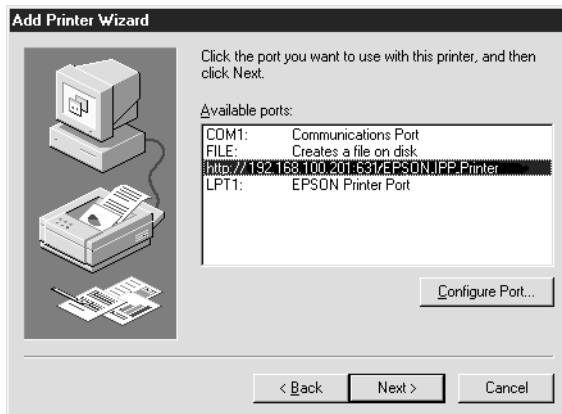 Add Printer Wizard
Click the port you want to use with this printer, and then
click Next.
Available ports:
COM1: Communications Port
FILE: Creates a file on disk
http://192.168.100.201:631/EPSON_IPP_Printer
LPT1: EPSON Printer Port
Configure Port...
< Back Next > Cancel